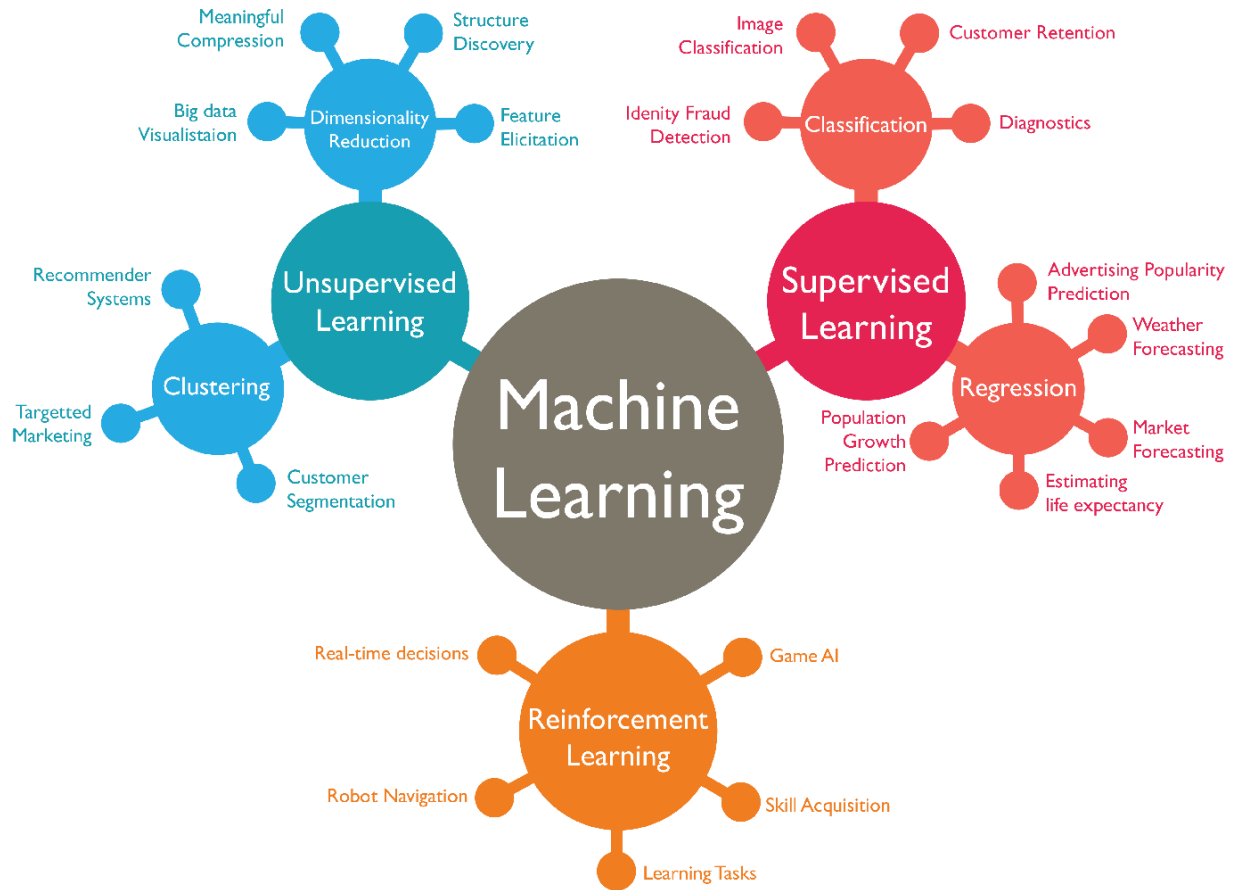 Meaningful
Compression
Structure
Discovery
Big data
Visualistaion
Dimensionality
Reduction
Feature
Elicitation
Image
Classification
Customer Retention
Idenity Fraud
Detection
Classification
Diagnostics
Unsupervised
Learning
Supervised
Learning
Recommender
Systems
Clustering
Targetted
Marketing
Customer
Segmentation
Machine
Learning
Advertising Popularity
Prediction
Weather
Forecasting
Regression
Population
Growth
Prediction
Market
Forecasting
Estimating
life expectancy
Real-time decisions
Game AI
Reinforcement
Learning
Robot Navigation
Skill Acquisition
Learning Tasks